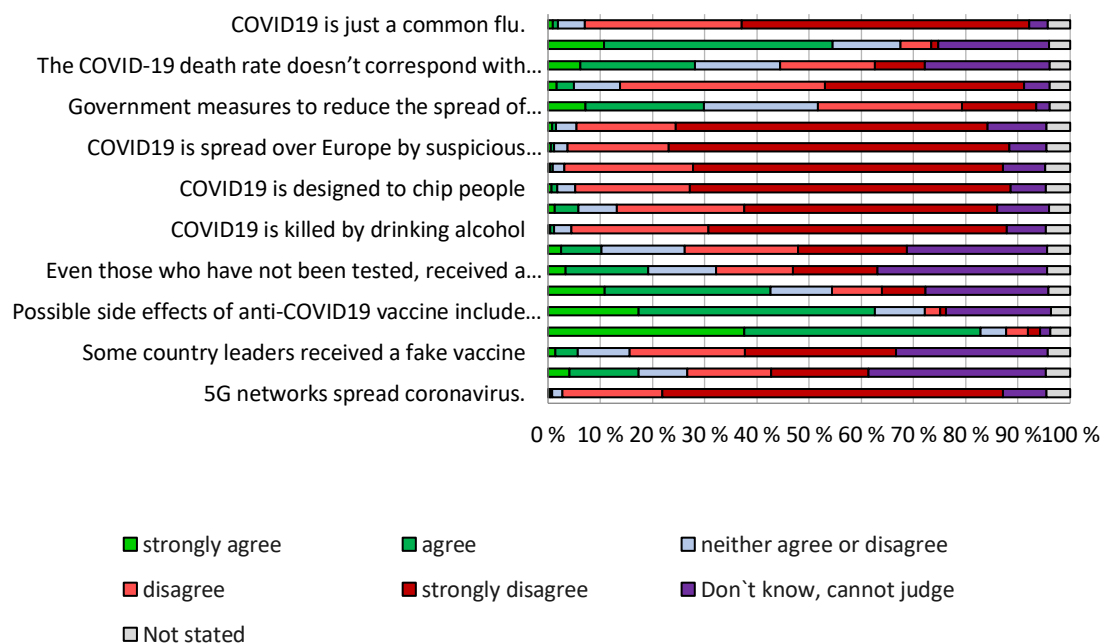 COVID19 is just a common flu.
The COVID-19 death rate doesn’t correspond with...
Government measures to reduce the spread of...
COVID19 is spread over Europe by suspicious...
COVID19 is designed to chip people
COVID19 is killed by drinking alcohol
Even those who have not been tested, received a...
Possible side effects of anti-COVID19 vaccine include...
Some country leaders received a fake vaccine
5G networks spread coronavirus.
0 % 10 % 20 % 30 % 40 % 50 % 60 % 70 % 80 % 90 % 100 %
strongly agree agree neither agree or disagree
disagree strongly disagree Don`t know, cannot judge
Not stated